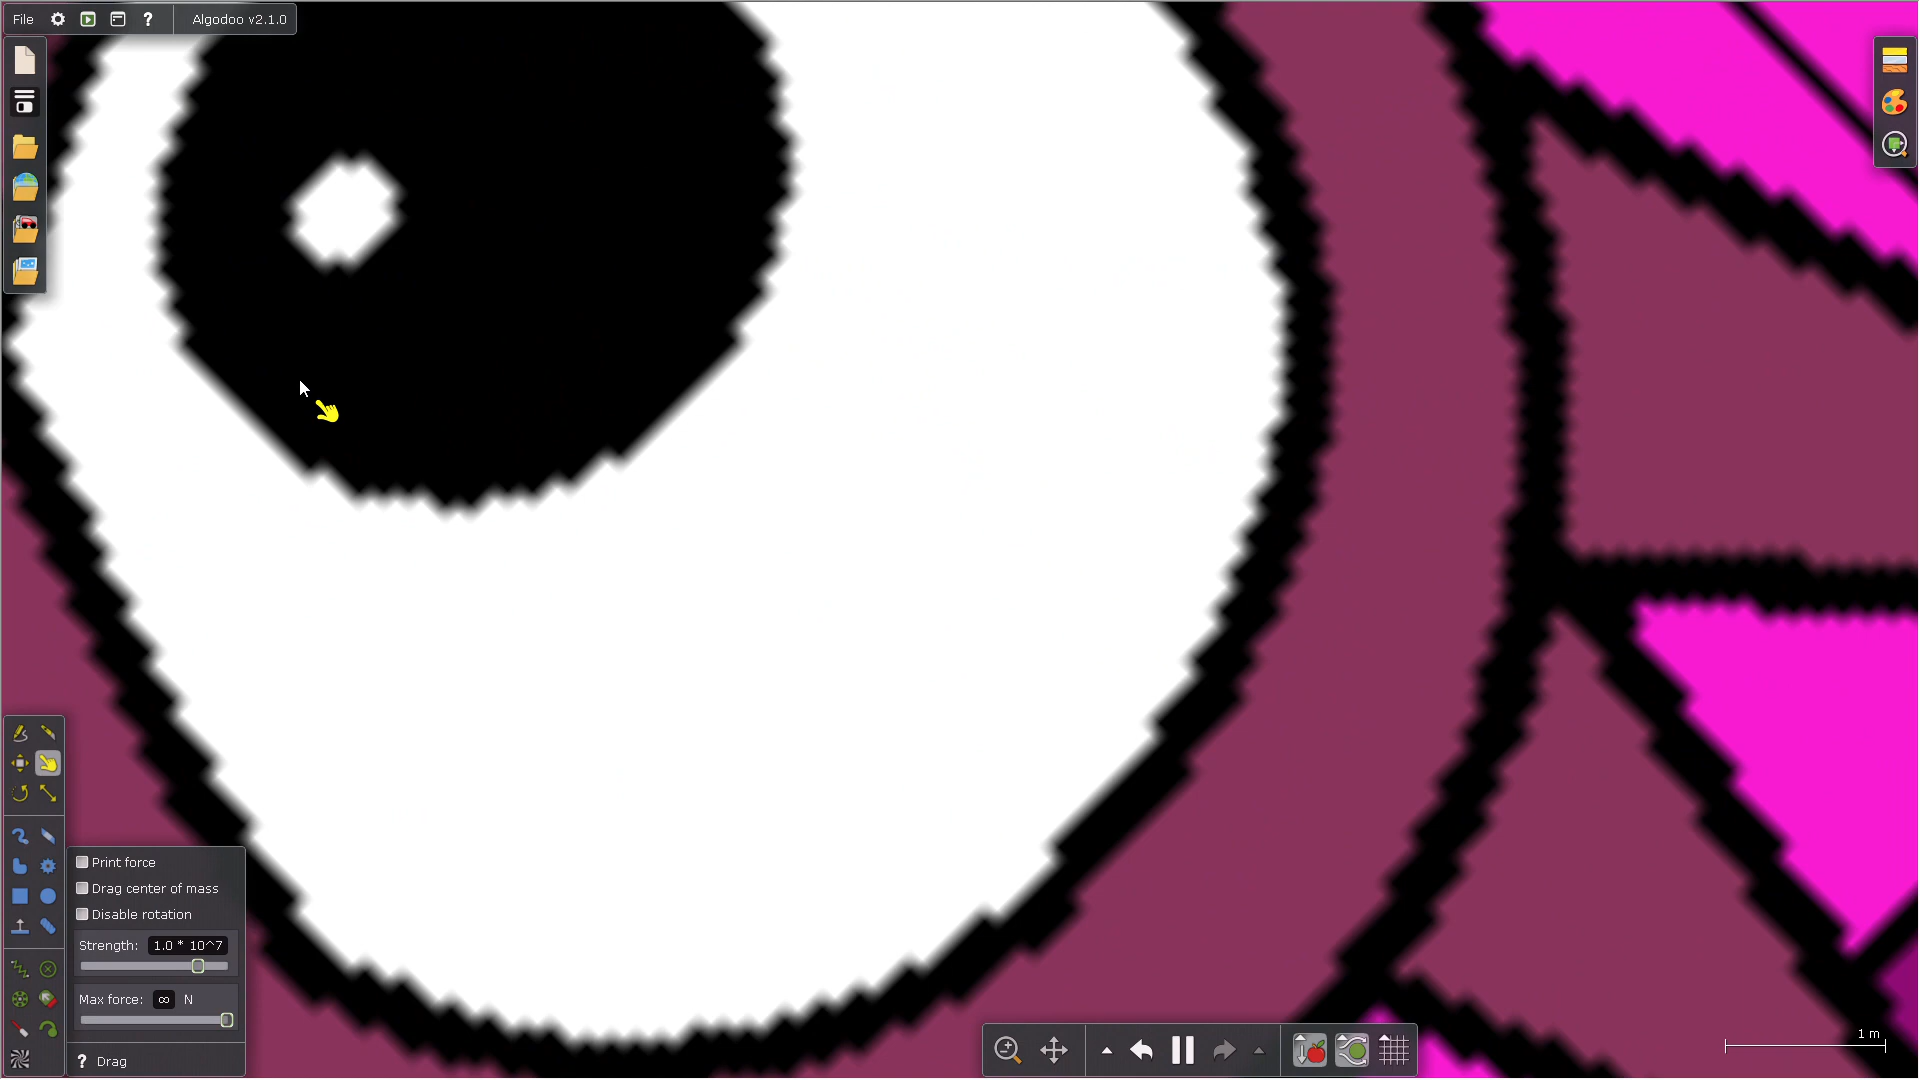 File ? Algodoo v2.1.0
Print force
Drag center of mass
Disable rotation
Strength: 1.0 * 10^7
Max force: ∞ N
? Drag
1 m